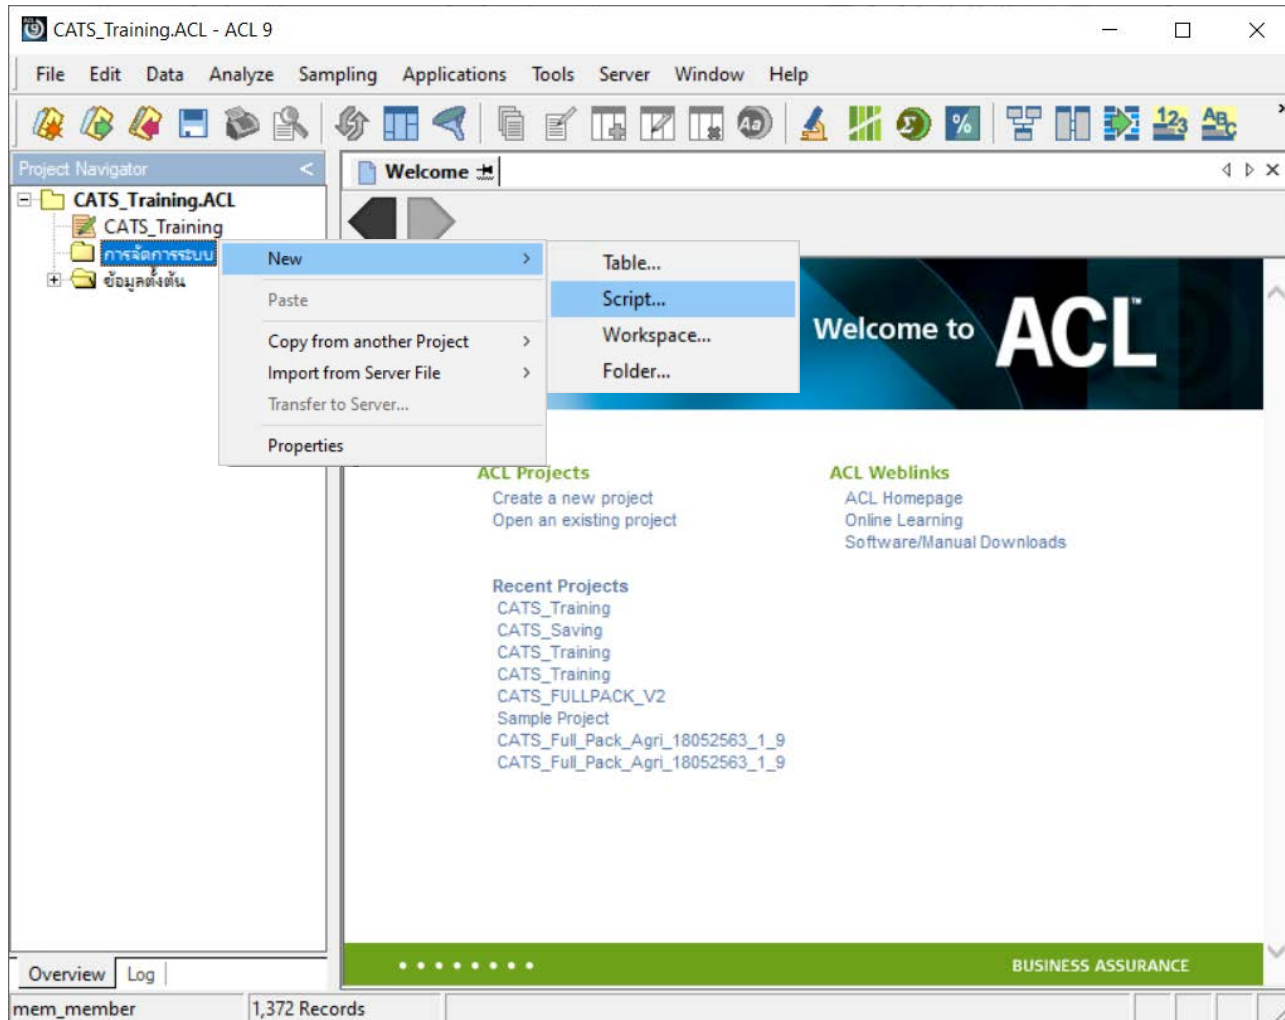 CATS_Training.ACL - ACL 9
File Edit Data Analyze Sampling Applications Tools Server Window Help
Project Navigator
Welcome
CATS_Training.ACL
CATS_Training
การจัดการระบบ
ข้อมูลตั้งต้น
New
Paste
Copy from another Project
Import from Server File
Transfer to Server...
Properties
Table...
Script...
Workspace...
Folder...
Welcome to ACL™
ACL Projects
Create a new project
Open an existing project
ACL Weblinks
ACL Homepage
Online Learning
Software/Manual Downloads
Recent Projects
CATS_Training
CATS_Saving
CATS_Training
CATS_Training
CATS_FULLPACK_V2
Sample Project
CATS_Full_Pack_Agri_18052563_1_9
CATS_Full_Pack_Agri_18052563_1_9
BUSINESS ASSURANCE
Overview Log
mem_member 1,372 Records